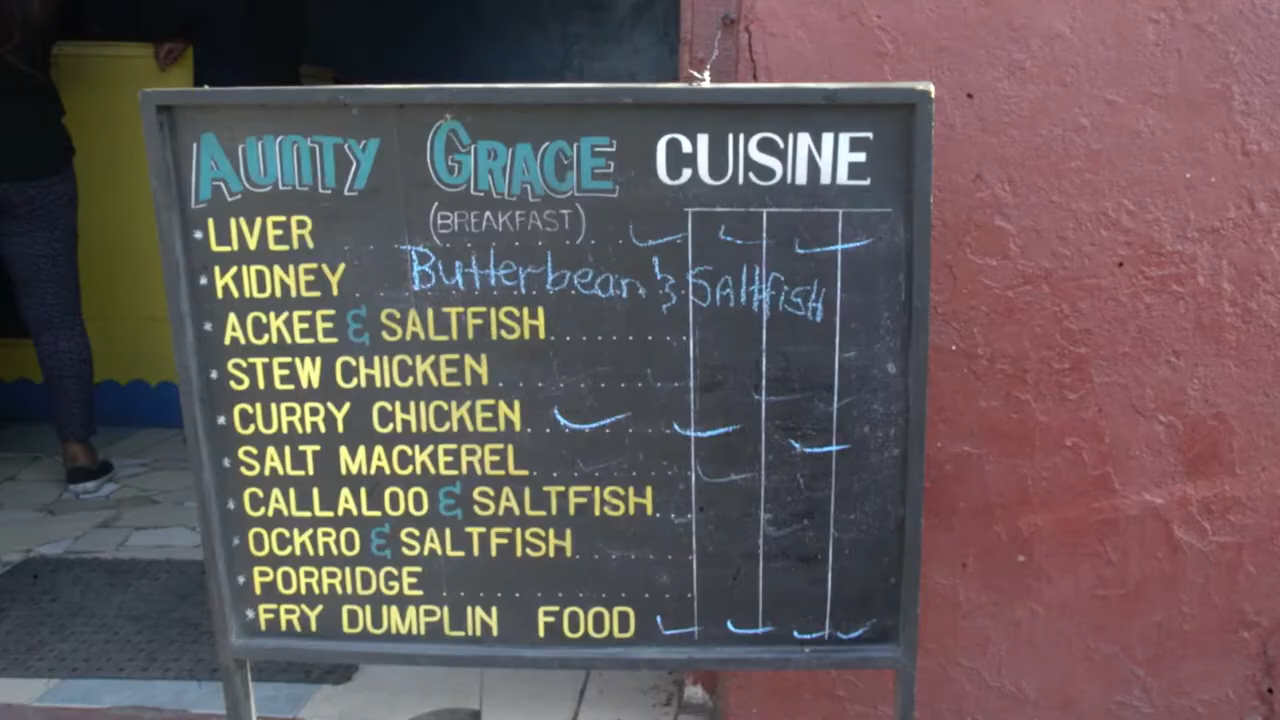 AUNTY GRACE CUISINE
(BREAKFAST)
* LIVER
* KIDNEY Butterbean & Saltfish
* ACKEE & SALTFISH
* STEW CHICKEN
* CURRY CHICKEN
* SALT MACKEREL
* CALLALOO & SALTFISH
* OCKRO & SALTFISH
* PORRIDGE
* FRY DUMPLIN FOOD